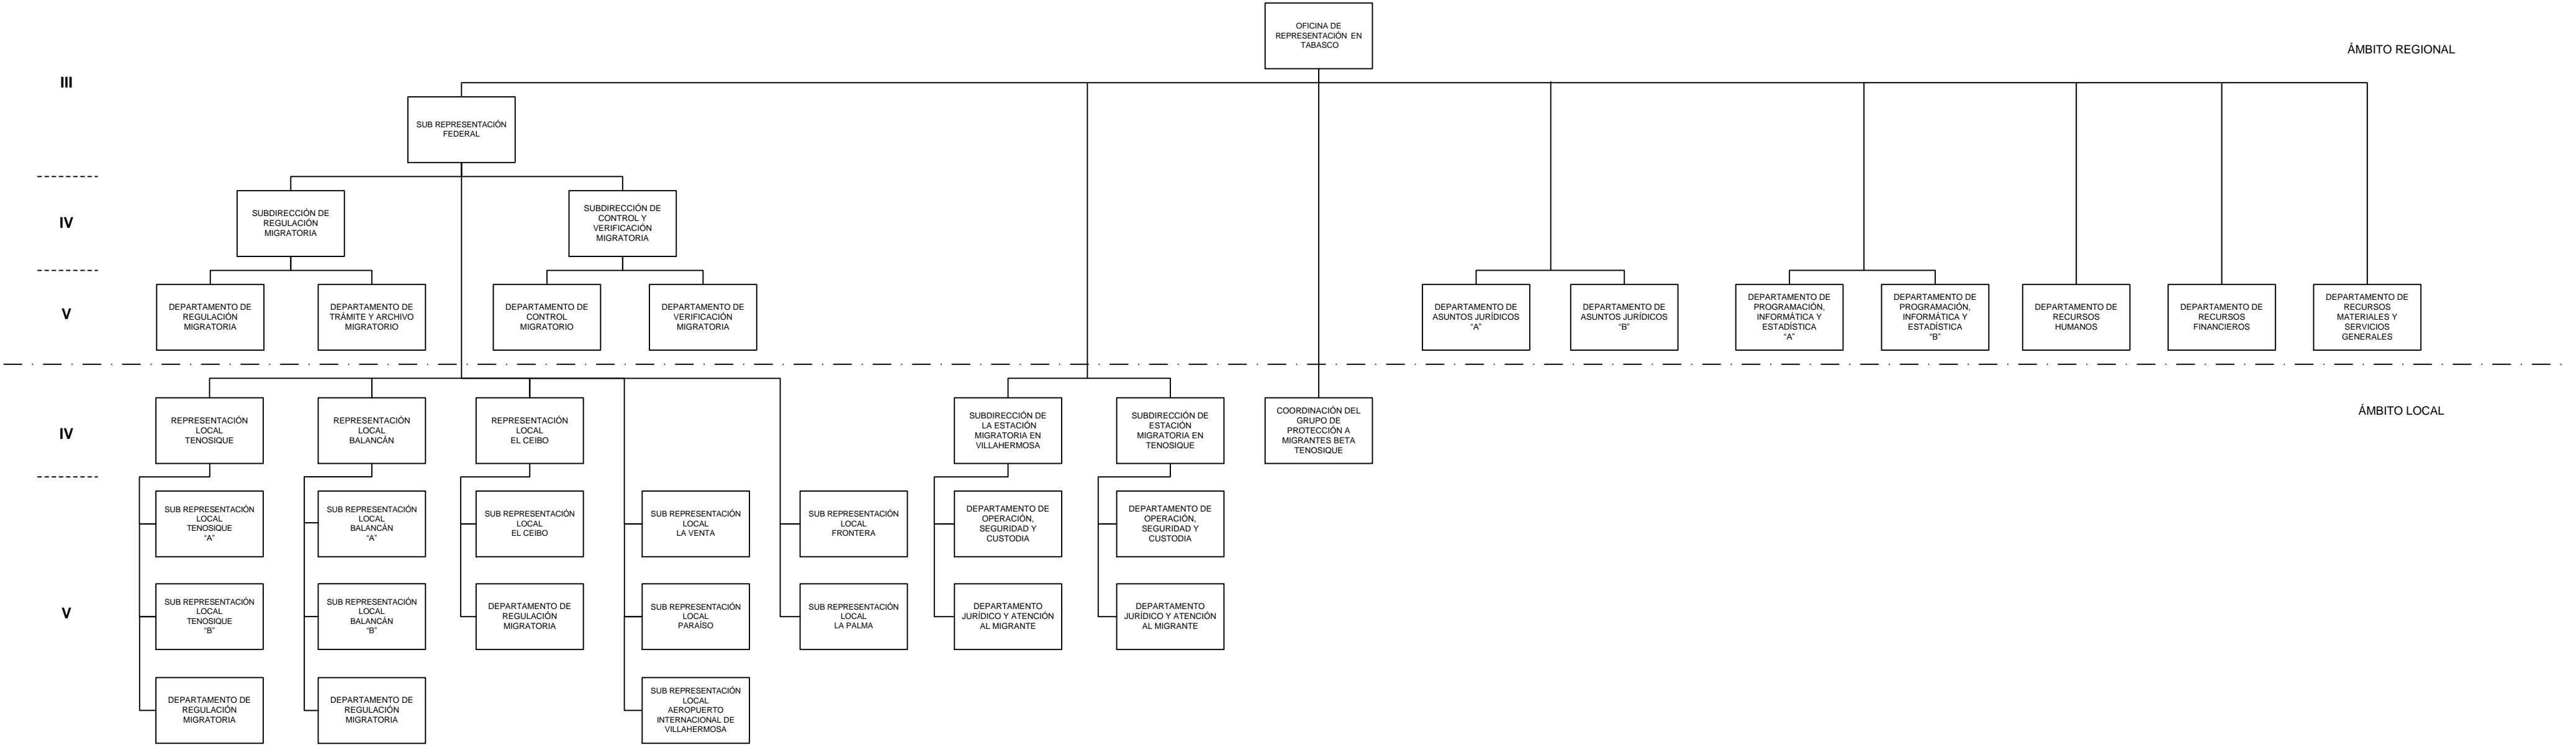 OFICINA DE
REPRESENTACIÓN EN
TABASCO
ÁMBITO REGIONAL
III
SUB REPRESENTACIÓN
FEDERAL
IV
SUBDIRECCIÓN DE
REGULACIÓN
MIGRATORIA
SUBDIRECCIÓN DE
CONTROL Y
VERIFICACIÓN
MIGRATORIA
V
DEPARTAMENTO DE
REGULACIÓN
MIGRATORIA
DEPARTAMENTO DE
TRÁMITE Y ARCHIVO
MIGRATORIO
DEPARTAMENTO DE
CONTROL
MIGRATORIO
DEPARTAMENTO DE
VERIFICACIÓN
MIGRATORIA
DEPARTAMENTO DE
ASUNTOS JURÍDICOS
“A”
DEPARTAMENTO DE
ASUNTOS JURÍDICOS
“B”
DEPARTAMENTO DE
PROGRAMACIÓN,
INFORMÁTICA Y
ESTADÍSTICA
“A”
DEPARTAMENTO DE
PROGRAMACIÓN,
INFORMÁTICA Y
ESTADÍSTICA
“B”
DEPARTAMENTO DE
RECURSOS
HUMANOS
DEPARTAMENTO DE
RECURSOS
FINANCIEROS
DEPARTAMENTO DE
RECURSOS
MATERIALES Y
SERVICIOS
GENERALES
IV
REPRESENTACIÓN
LOCAL
TENOSIQUE
REPRESENTACIÓN
LOCAL
BALANCÁN
REPRESENTACIÓN
LOCAL
EL CEIBO
SUBDIRECCIÓN DE
LA ESTACIÓN
MIGRATORIA EN
VILLAHERMOSA
SUBDIRECCIÓN DE
ESTACIÓN
MIGRATORIA EN
TENOSIQUE
COORDINACIÓN DEL
GRUPO DE
PROTECCIÓN A
MIGRANTES BETA
TENOSIQUE
ÁMBITO LOCAL
SUB REPRESENTACIÓN
LOCAL
TENOSIQUE
“A”
SUB REPRESENTACIÓN
LOCAL
BALANCÁN
“A”
SUB REPRESENTACIÓN
LOCAL
EL CEIBO
SUB REPRESENTACIÓN
LOCAL
LA VENTA
SUB REPRESENTACIÓN
LOCAL
FRONTERA
DEPARTAMENTO DE
OPERACIÓN,
SEGURIDAD Y
CUSTODIA
DEPARTAMENTO DE
OPERACIÓN,
SEGURIDAD Y
CUSTODIA
V
SUB REPRESENTACIÓN
LOCAL
TENOSIQUE
“B”
SUB REPRESENTACIÓN
LOCAL
BALANCÁN
“B”
DEPARTAMENTO DE
REGULACIÓN
MIGRATORIA
SUB REPRESENTACIÓN
LOCAL
PARAÍSO
SUB REPRESENTACIÓN
LOCAL
LA PALMA
DEPARTAMENTO
JURÍDICO Y ATENCIÓN
AL MIGRANTE
DEPARTAMENTO
JURÍDICO Y ATENCIÓN
AL MIGRANTE
DEPARTAMENTO DE
REGULACIÓN
MIGRATORIA
DEPARTAMENTO DE
REGULACIÓN
MIGRATORIA
SUB REPRESENTACIÓN
LOCAL
AEROPUERTO
INTERNACIONAL DE
VILLAHERMOSA